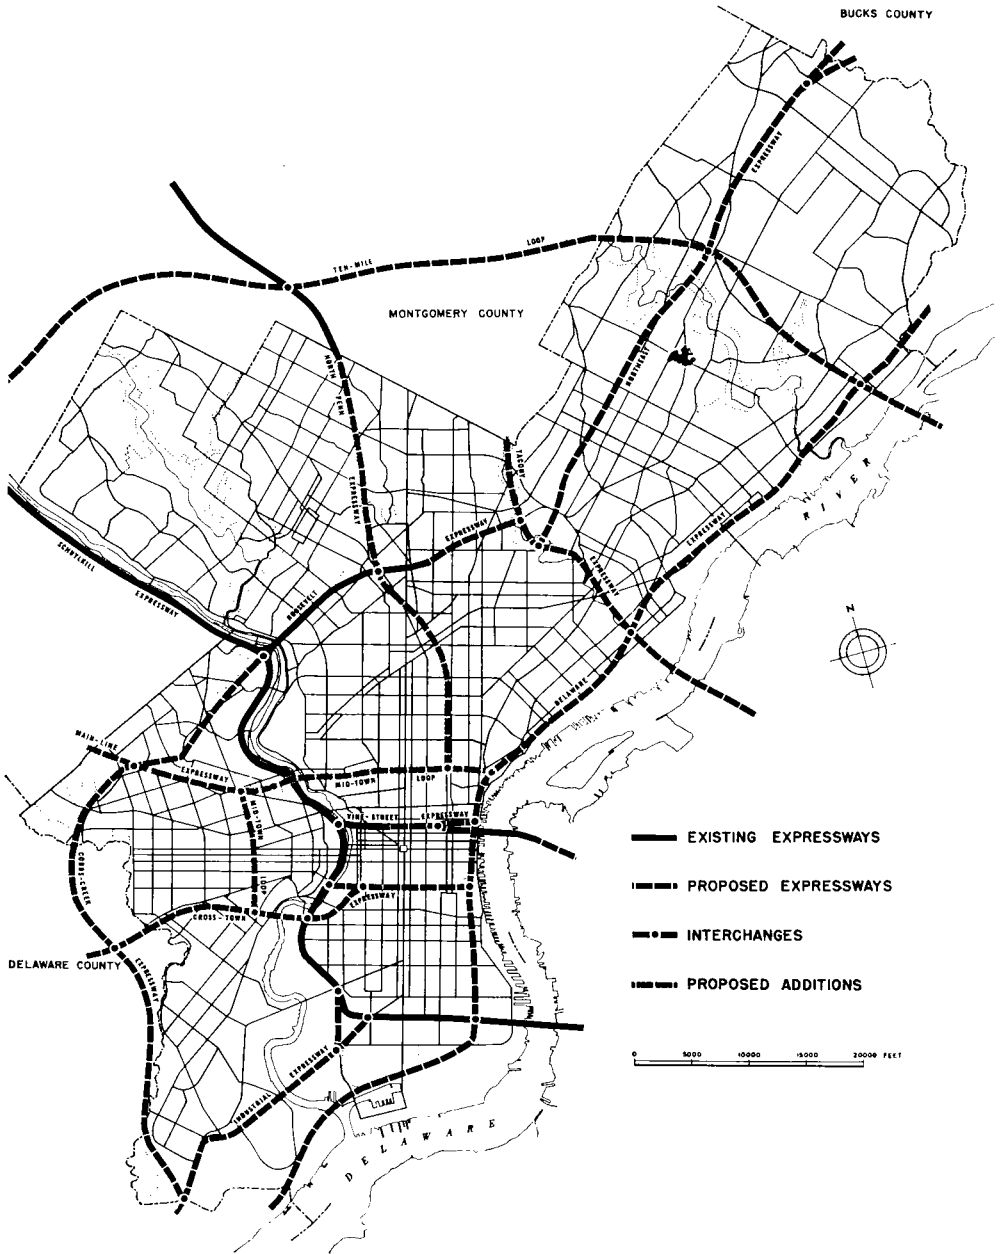 BUCKS COUNTY
EXPRESSWAY
TEN-MILE
LOOP
MONTGOMERY COUNTY
NORTH
PENN
EXPRESSWAY
NORTHEAST
TACONY
EXPRESSWAY
EXPRESSWAY
EXPRESSWAY
RIVER
SCHUYLKILL
EXPRESSWAY
ROOSEVELT
N
DELAWARE
MAIN-LINE
EXPRESSWAY
MID-TOWN
LOOP
MID-TOWN
LOOP
VINE-STREET
EXPRESSWAY
EXISTING EXPRESSWAYS
COBBS-CREEK
EXPRESSWAY
PROPOSED EXPRESSWAYS
CROSS-TOWN
EXPRESSWAY
INTERCHANGES
DELAWARE COUNTY
PROPOSED ADDITIONS
0 5000 10000 15000 20000 FEET
INDUSTRIAL
EXPRESSWAY
DELAWARE